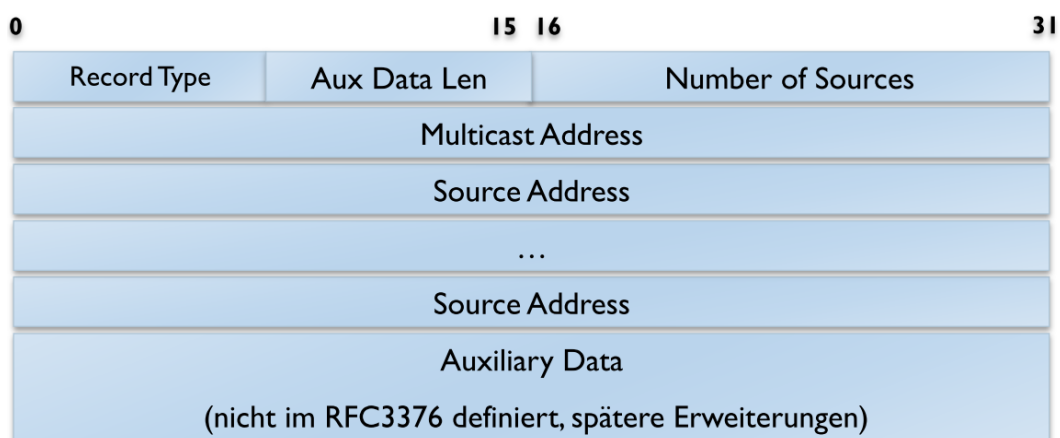 0 15 16 31
Record Type Aux Data Len Number of Sources
Multicast Address
Source Address
…
Source Address
Auxiliary Data
(nicht im RFC3376 definiert, spätere Erweiterungen)